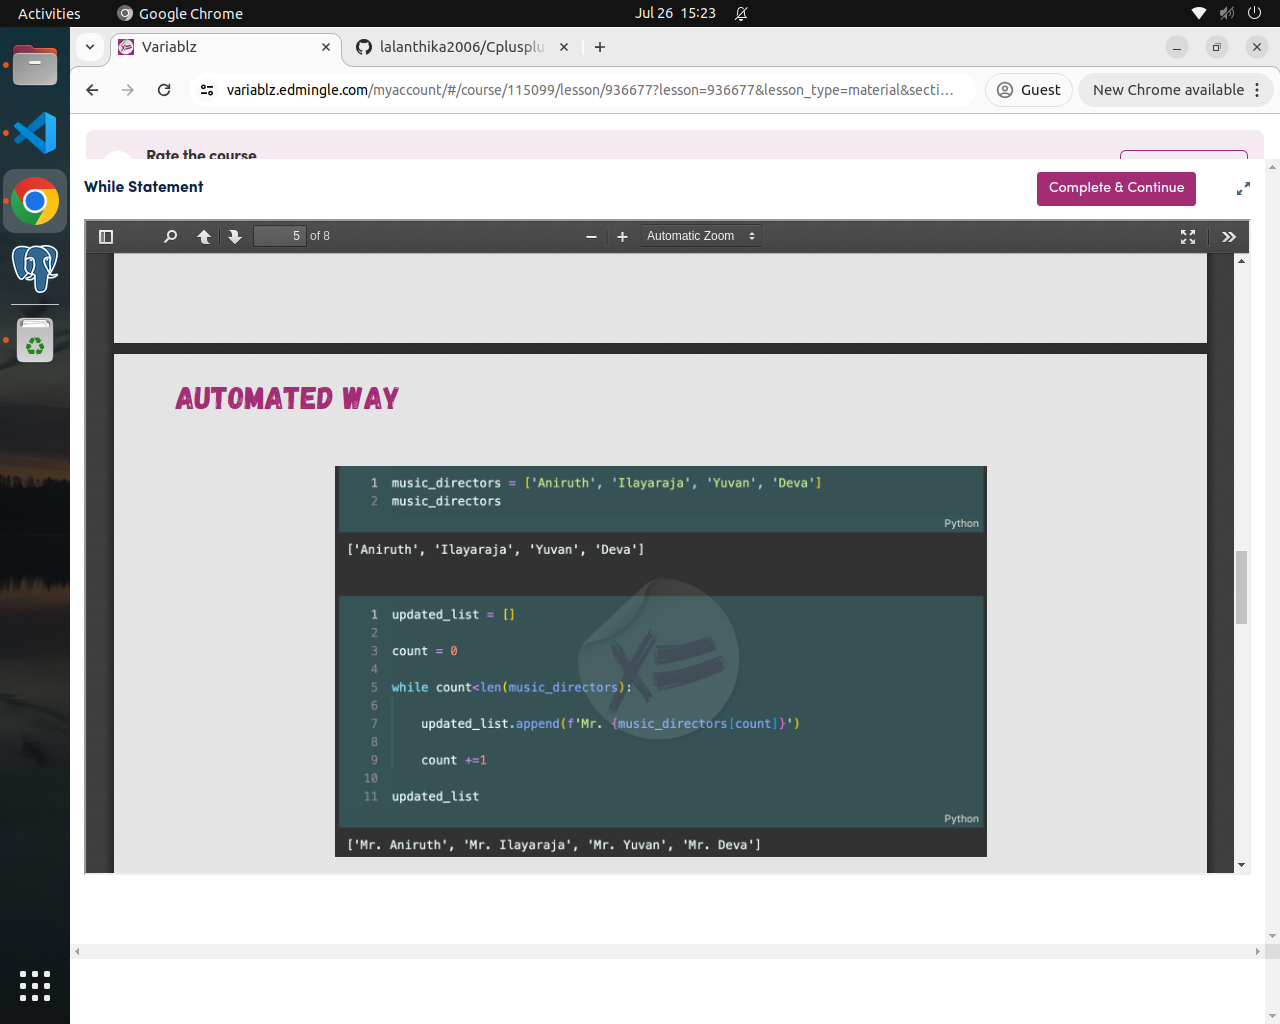 Activities
Google Chrome
Jul 26 15:23
Variablz
lalanthika2006/Cplusplu
variablz.edmingle.com/myaccount/#/course/115099/lesson/936677?lesson=936677&lesson_type=material&secti...
Guest
New Chrome available
Rate the course
While Statement
Complete & Continue
5 of 8
Automatic Zoom
AUTOMATED WAY
1 music_directors = ['Aniruth', 'Ilayaraja', 'Yuvan', 'Deva']
2 music_directors
Python
['Aniruth', 'Ilayaraja', 'Yuvan', 'Deva']
1 updated_list = []
2
3 count = 0
4
5 while count<len(music_directors):
6
7 updated_list.append(f'Mr. {music_directors[count]}')
8
9 count +=1
10
11 updated_list
Python
['Mr. Aniruth', 'Mr. Ilayaraja', 'Mr. Yuvan', 'Mr. Deva']
X=